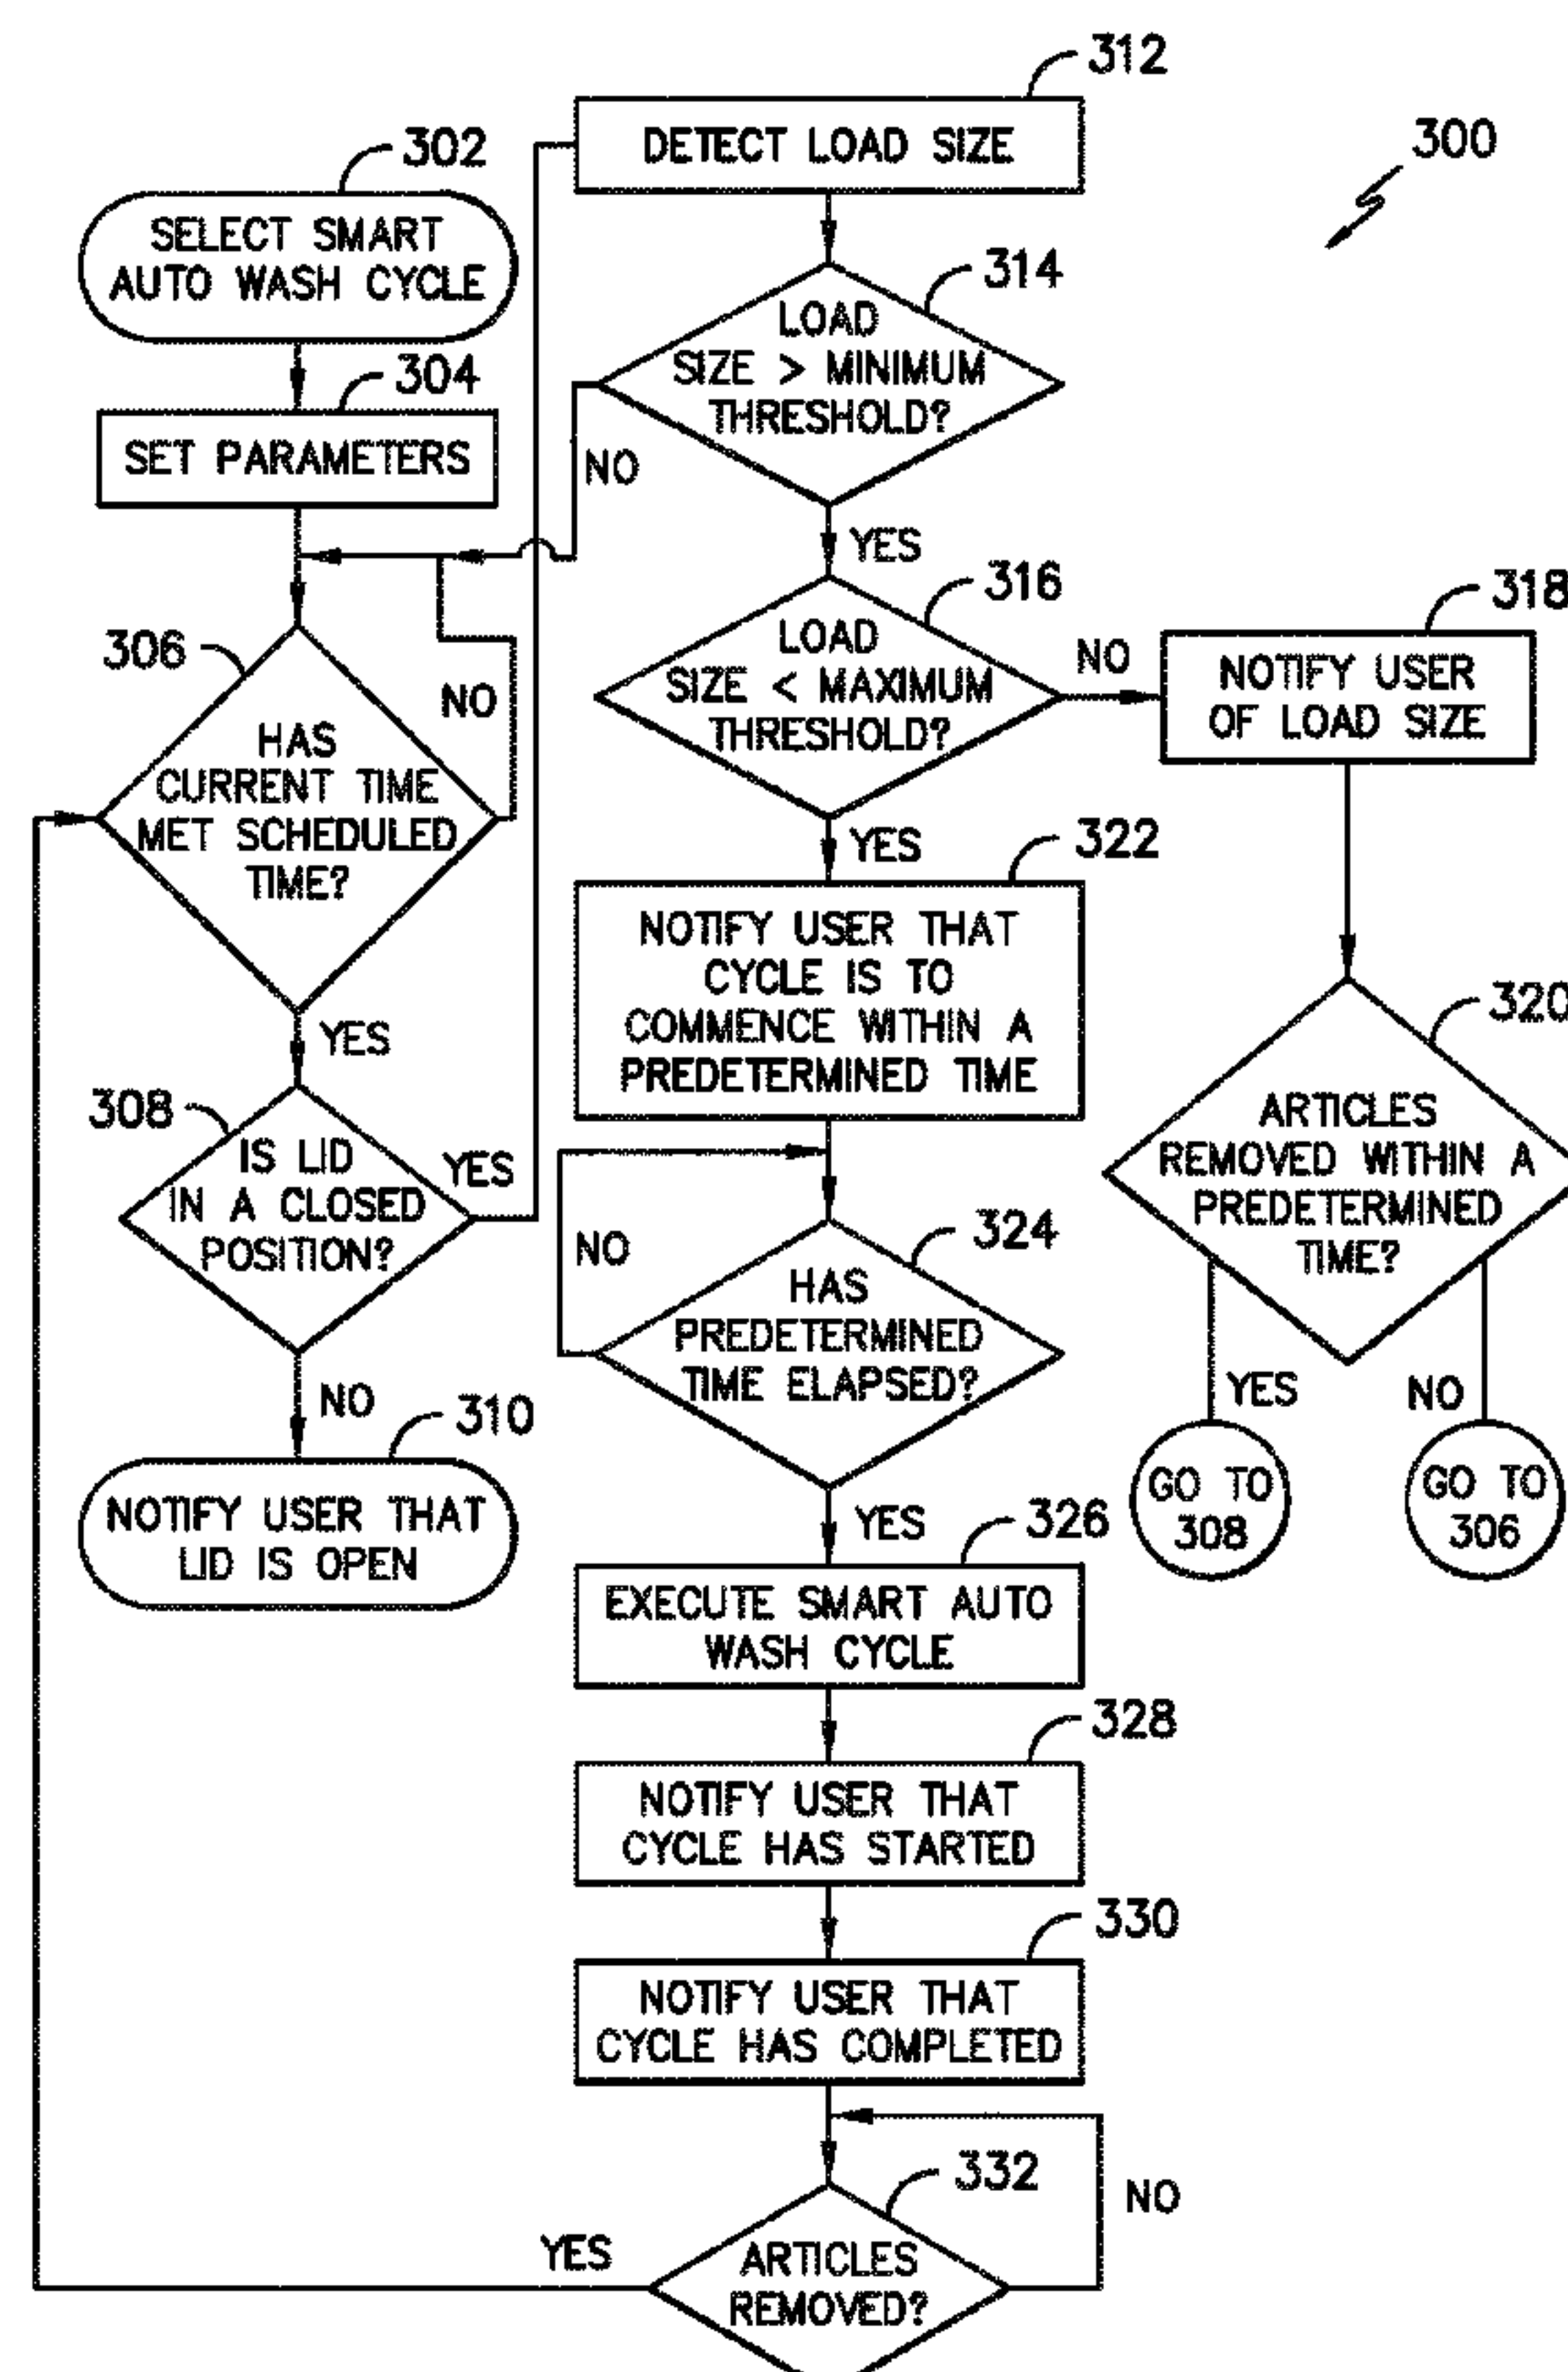 300
302
SELECT SMART
AUTO WASH CYCLE
304
SET PARAMETERS
306
HAS
CURRENT TIME
MET SCHEDULED
TIME?
NO
YES
308
IS LID
IN A CLOSED
POSITION?
YES
NO
310
NOTIFY USER THAT
LID IS OPEN
312
DETECT LOAD SIZE
314
LOAD
SIZE > MINIMUM
THRESHOLD?
NO
YES
316
LOAD
SIZE < MAXIMUM
THRESHOLD?
NO
YES
318
NOTIFY USER
OF LOAD SIZE
320
ARTICLES
REMOVED WITHIN A
PREDETERMINED
TIME?
YES
NO
GO TO
308
GO TO
306
322
NOTIFY USER THAT
CYCLE IS TO
COMMENCE WITHIN A
PREDETERMINED TIME
324
HAS
PREDETERMINED
TIME ELAPSED?
NO
YES
326
EXECUTE SMART AUTO
WASH CYCLE
328
NOTIFY USER THAT
CYCLE HAS STARTED
330
NOTIFY USER THAT
CYCLE HAS COMPLETED
332
ARTICLES
REMOVED?
YES
NO